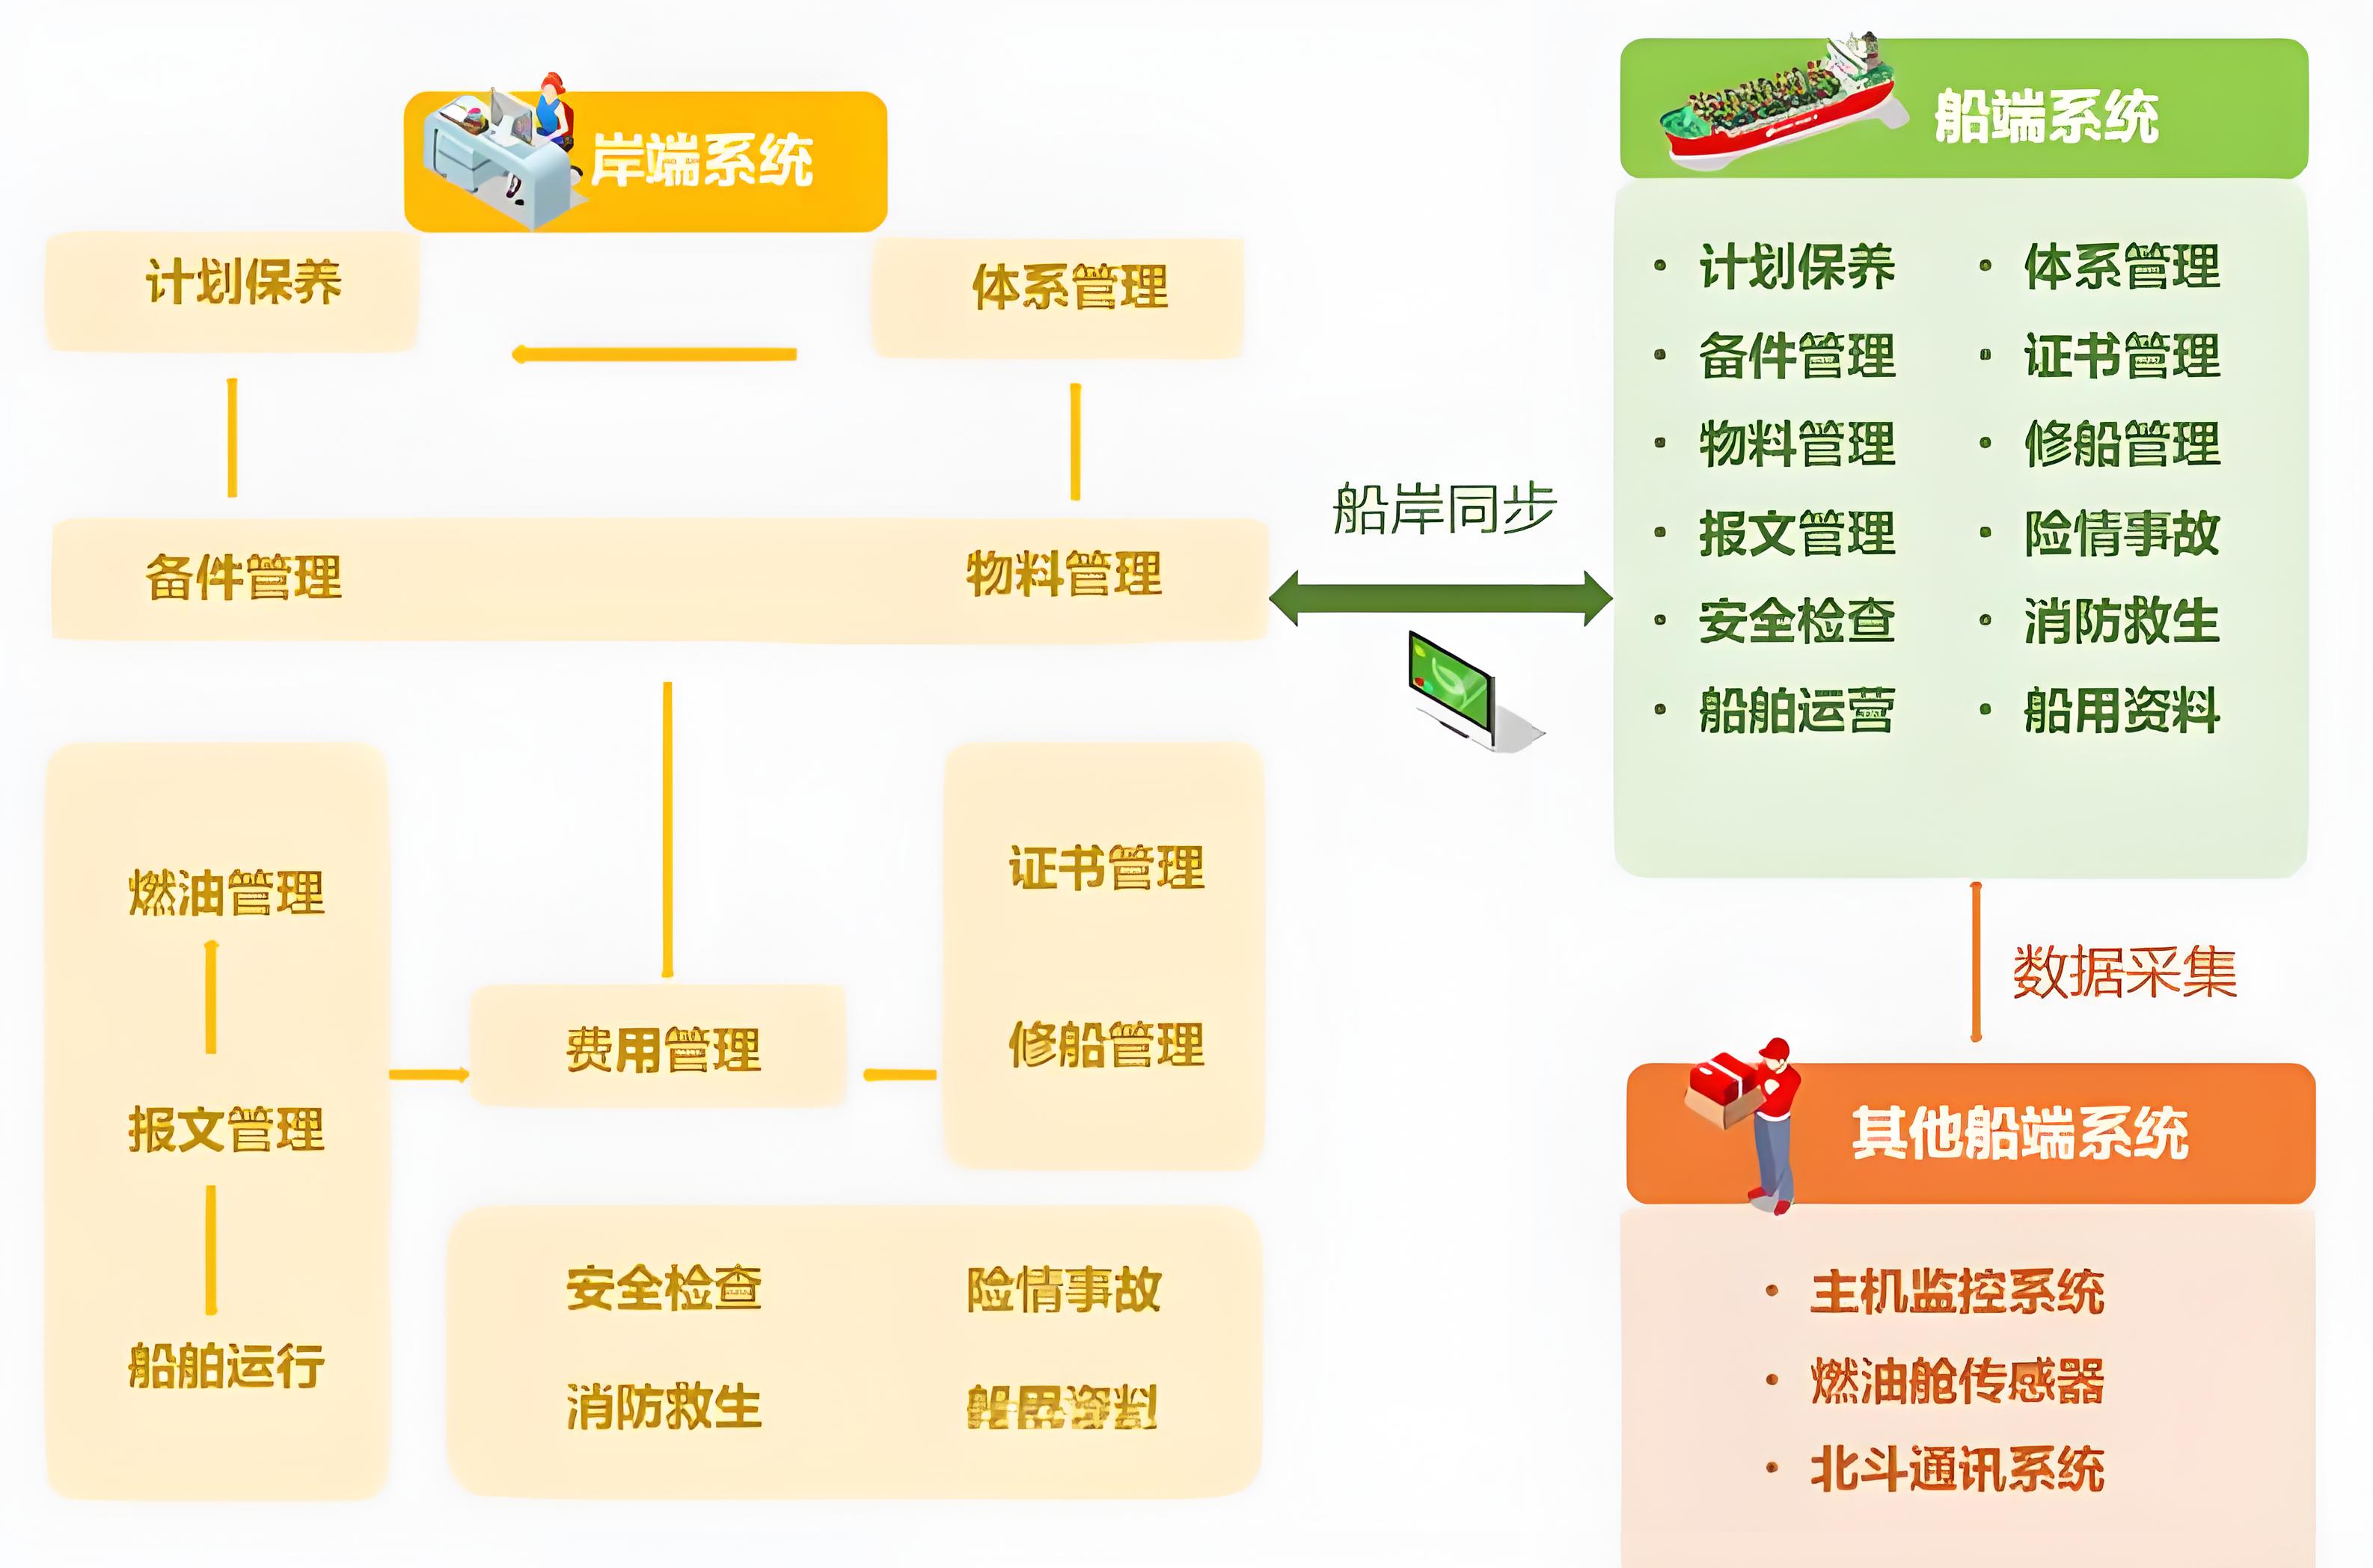 岸端系统
计划保养
体系管理
备件管理
物料管理
燃油管理
报文管理
船舶运行
费用管理
证书管理
修船管理
安全检查
险情事故
消防救生
船用资料
船岸同步
船端系统
• 计划保养
• 体系管理
• 备件管理
• 证书管理
• 物料管理
• 修船管理
• 报文管理
• 险情事故
• 安全检查
• 消防救生
• 船舶运营
• 船用资料
数据采集
其他船端系统
• 主机监控系统
• 燃油舱传感器
• 北斗通讯系统